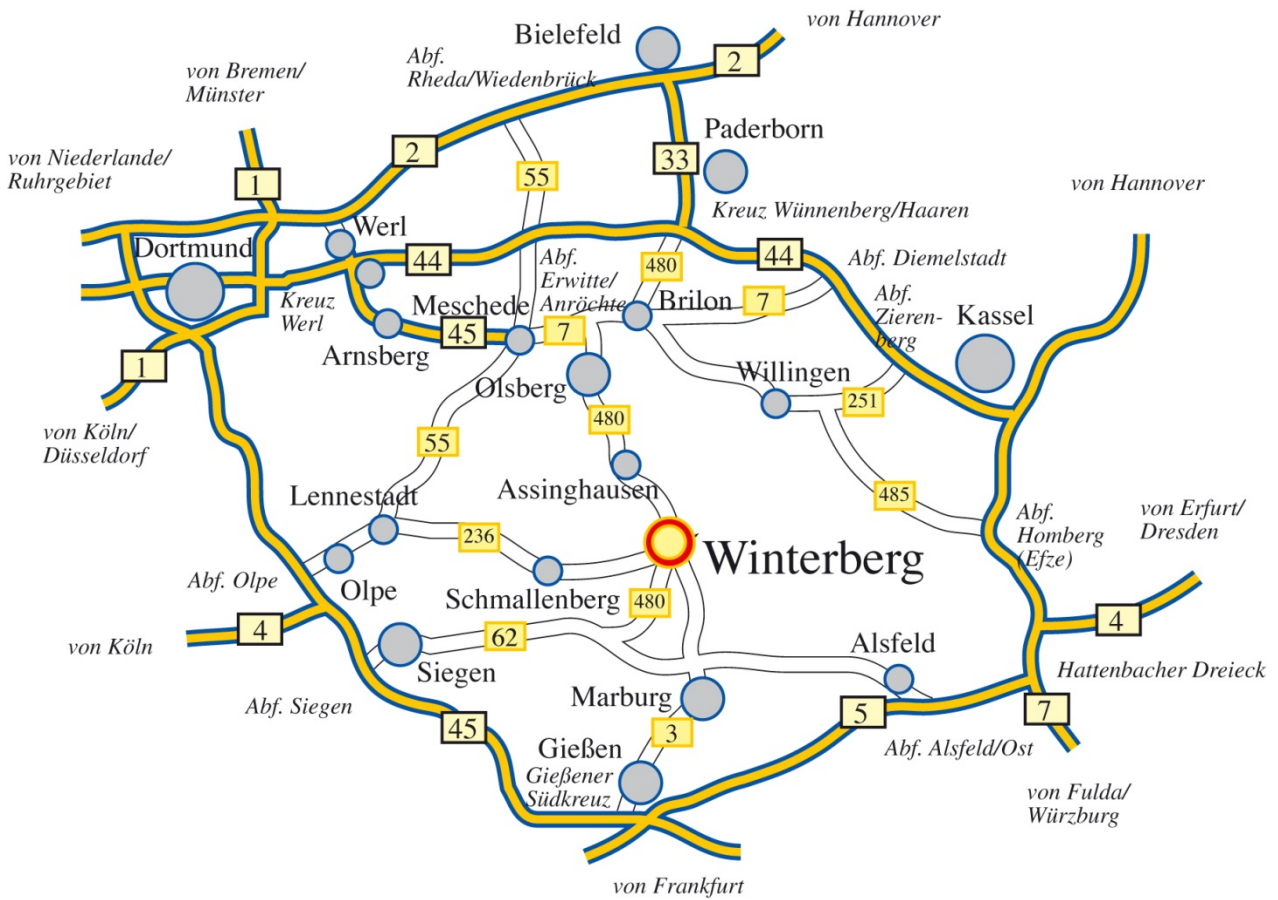 von Hannover
Bielefeld
2
Abf.
Rheda/Wiedenbrück
von Bremen/
Münster
2
Paderborn
33
von Niederlande/
Ruhrgebiet
1
55
von Hannover
Kreuz Wünnenberg/Haaren
Werl
Dortmund
44
44
480
Abf.
Erwitte/
Anröchte
Abf. Diemelstadt
Kreuz
Werl
Meschede
Brilon
7
Abf.
Zieren-
berg
Kassel
45
7
Arnsberg
1
Olsberg
Willingen
251
480
von Köln/
Düsseldorf
55
Lennestadt
Assinghausen
485
von Erfurt/
Dresden
Abf.
Homberg
(Efze)
236
Winterberg
Abf. Olpe
Olpe
Schmallenberg
480
4
4
von Köln
62
Siegen
Alsfeld
Hattenbacher Dreieck
Abf. Siegen
Marburg
45
3
5
7
Abf. Alsfeld/Ost
Gießen
Gießener
Südkreuz
von Fulda/
Würzburg
von Frankfurt